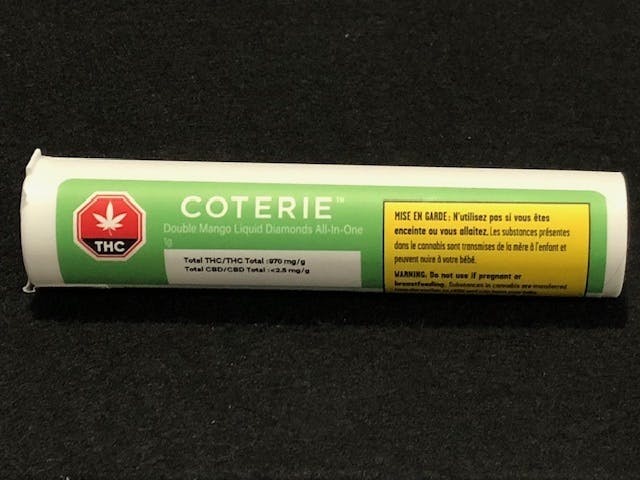 THC
COTERIE™
Double Mango Liquid Diamonds All-In-One
1g
Total THC/THC Total :970 mg/g
Total CBD/CBD Total :<2.5 mg/g
MISE EN GARDE : N'utilisez pas si vous êtes
enceinte ou vous allaitez. Les substances présentes
dans le cannabis sont transmises de la mère à l'enfant et
peuvent nuire à votre bébé.
WARNING: Do not use if pregnant or
breastfeeding. Substances in cannabis are transferred